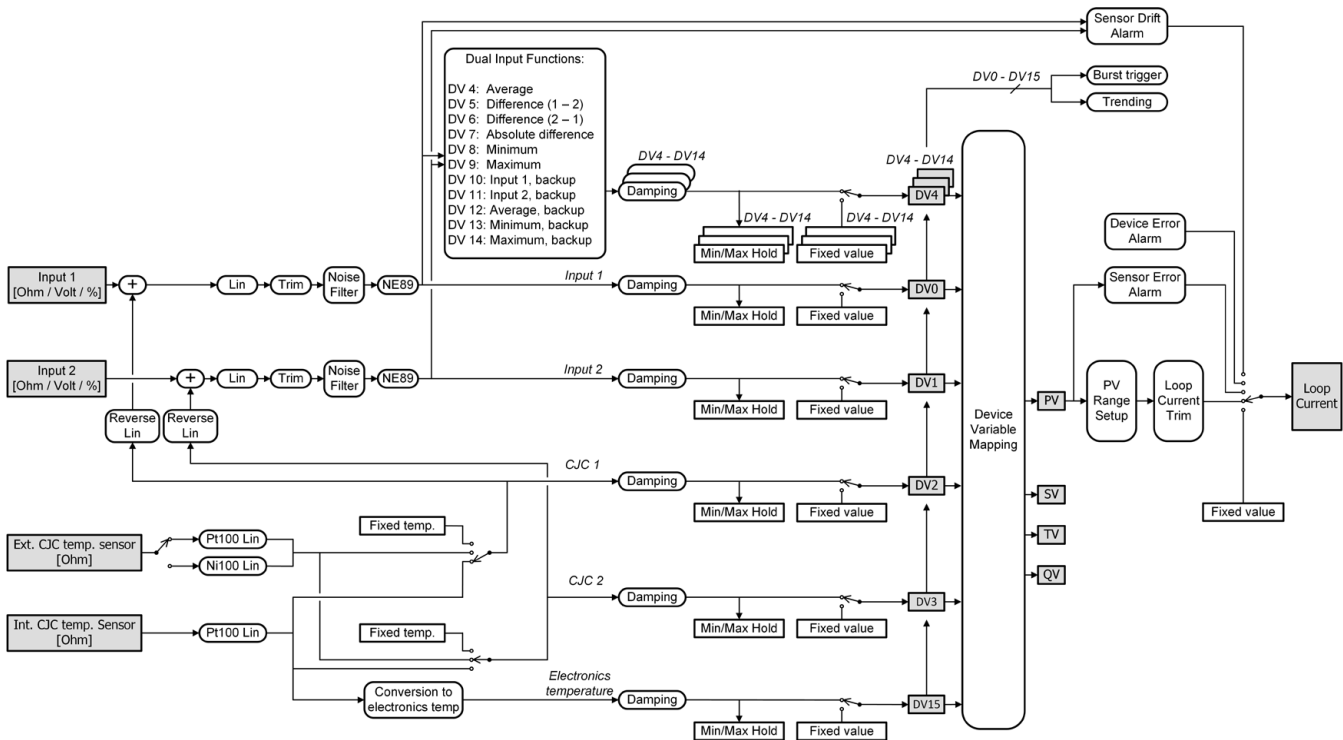 Sensor Drift
Alarm
Dual Input Functions:
DV 4: Average
DV 5: Difference (1 – 2)
DV 6: Difference (2 – 1)
DV 7: Absolute difference
DV 8: Minimum
DV 9: Maximum
DV 10: Input 1, backup
DV 11: Input 2, backup
DV 12: Average, backup
DV 13: Minimum, backup
DV 14: Maximum, backup
DV0 - DV15
Burst trigger
Trending
DV4 - DV14
Damping
DV4 - DV14
DV4
DV4 - DV14
DV4 - DV14
Min/Max Hold
Fixed value
Device Error
Alarm
Sensor Error
Alarm
Input 1
[Ohm / Volt / %]
+
Lin
Trim
Noise
Filter
NE89
Input 1
Damping
DV0
Min/Max Hold
Fixed value
Input 2
[Ohm / Volt / %]
+
Lin
Trim
Noise
Filter
NE89
Input 2
Damping
DV1
Min/Max Hold
Fixed value
Reverse
Lin
Reverse
Lin
Device
Variable
Mapping
PV
PV
Range
Setup
Loop
Current
Trim
Loop
Current
CJC 1
Damping
DV2
Min/Max Hold
Fixed value
SV
TV
QV
Fixed value
Ext. CJC temp. sensor
[Ohm]
Pt100 Lin
Ni100 Lin
Fixed temp.
CJC 2
Damping
DV3
Min/Max Hold
Fixed value
Int. CJC temp. Sensor
[Ohm]
Pt100 Lin
Fixed temp.
Conversion to
electronics temp
Electronics
temperature
Damping
DV15
Min/Max Hold
Fixed value